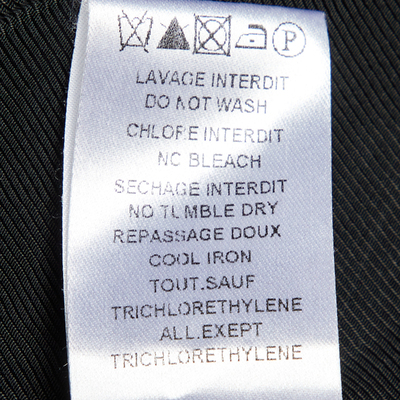 P
LAVAGE INTERDIT
DO NOT WASH
CHLORE INTERDIT
NO BLEACH
SECHAGE INTERDIT
NO TUMBLE DRY
REPASSAGE DOUX
COOL IRON
TOUT.SAUF
TRICHLORETHYLENE
ALL.EXEPT
TRICHLORETHYLENE